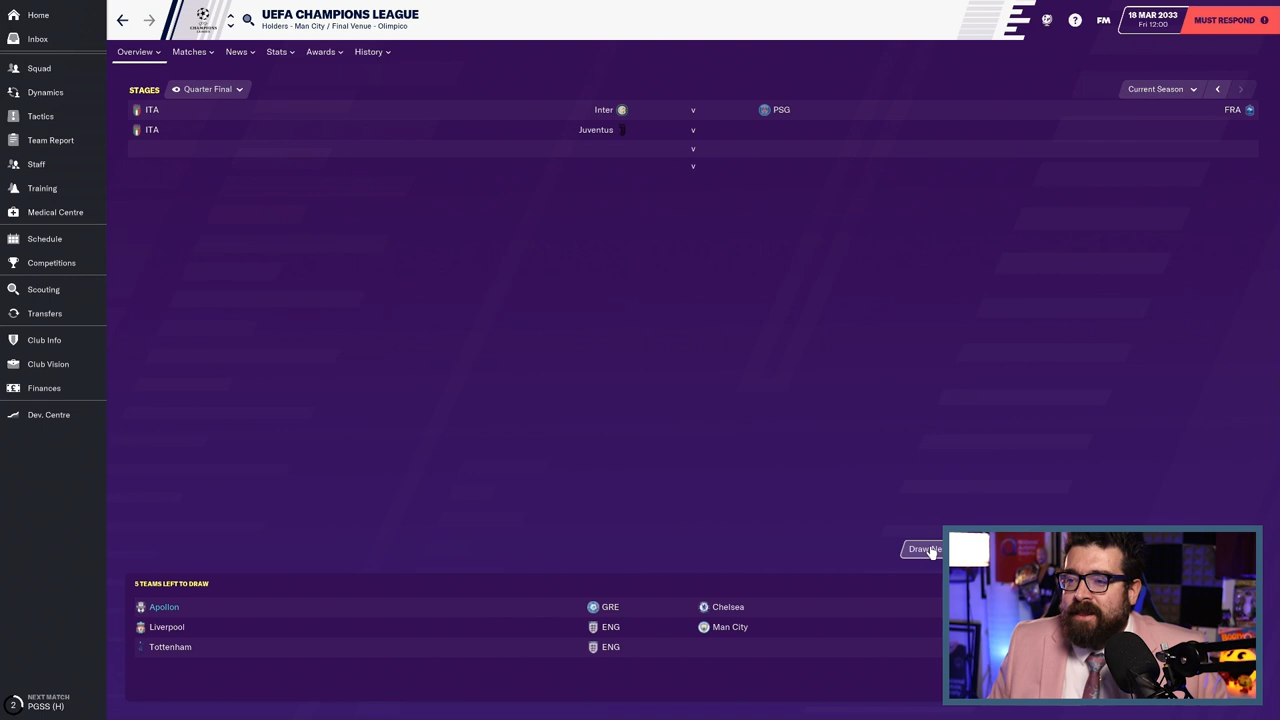 Home
Inbox
Squad
Dynamics
Tactics
Team Report
Staff
Training
Medical Centre
Schedule
Competitions
Scouting
Transfers
Club Info
Club Vision
Finances
Dev. Centre
2
NEXT MATCH
PGSS (H)
UEFA CHAMPIONS LEAGUE
Holders - Man City / Final Venue - Olimpico
?
FM
18 MAR 2033
Fri 12:00
MUST RESPOND
Overview
Matches
News
Stats
Awards
History
STAGES
Quarter Final
Current Season
ITA Inter v PSG FRA
ITA Juventus v
v
v
Draw Ne
5 TEAMS LEFT TO DRAW
Apollon GRE Chelsea
Liverpool ENG Man City
Tottenham ENG